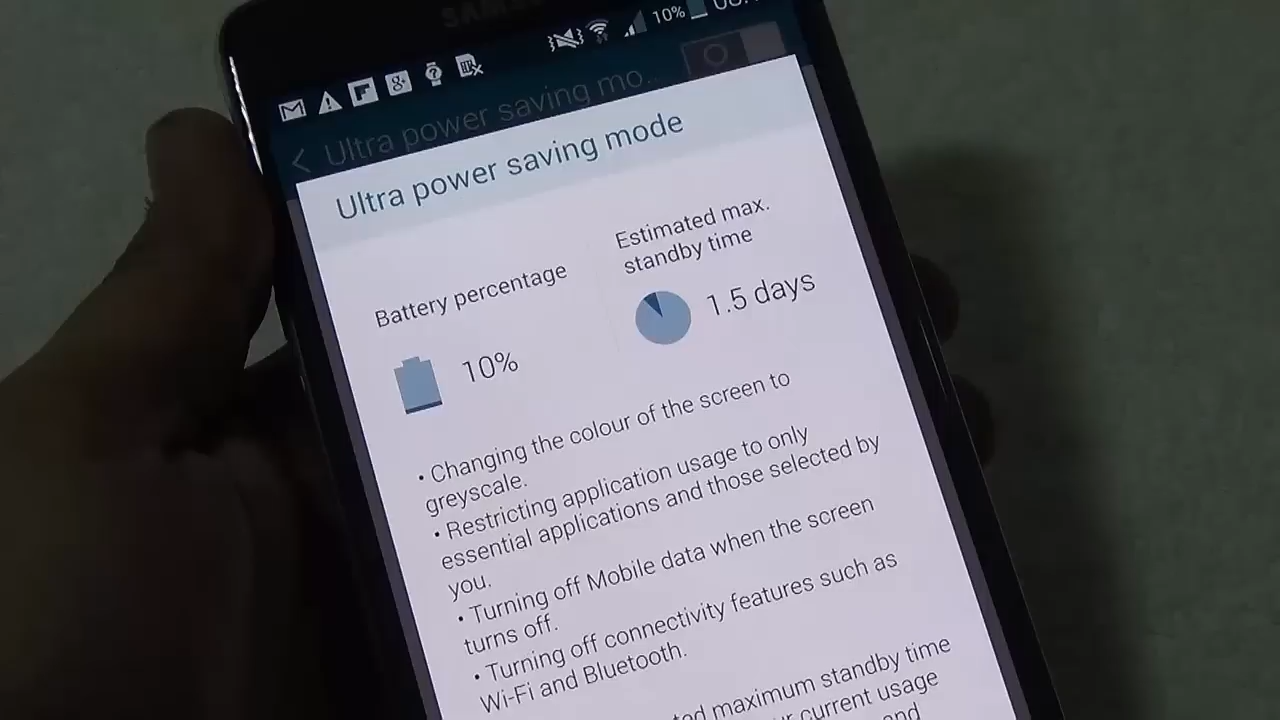 SAMSUNG
10%
Ultra power saving mo..
Ultra power saving mode
Battery percentage
10%
Estimated max.
standby time
1.5 days
• Changing the colour of the screen to
greyscale.
• Restricting application usage to only
essential applications and those selected by
you.
• Turning off Mobile data when the screen
turns off.
• Turning off connectivity features such as
Wi-Fi and Bluetooth.
maximum standby time
current usage
and